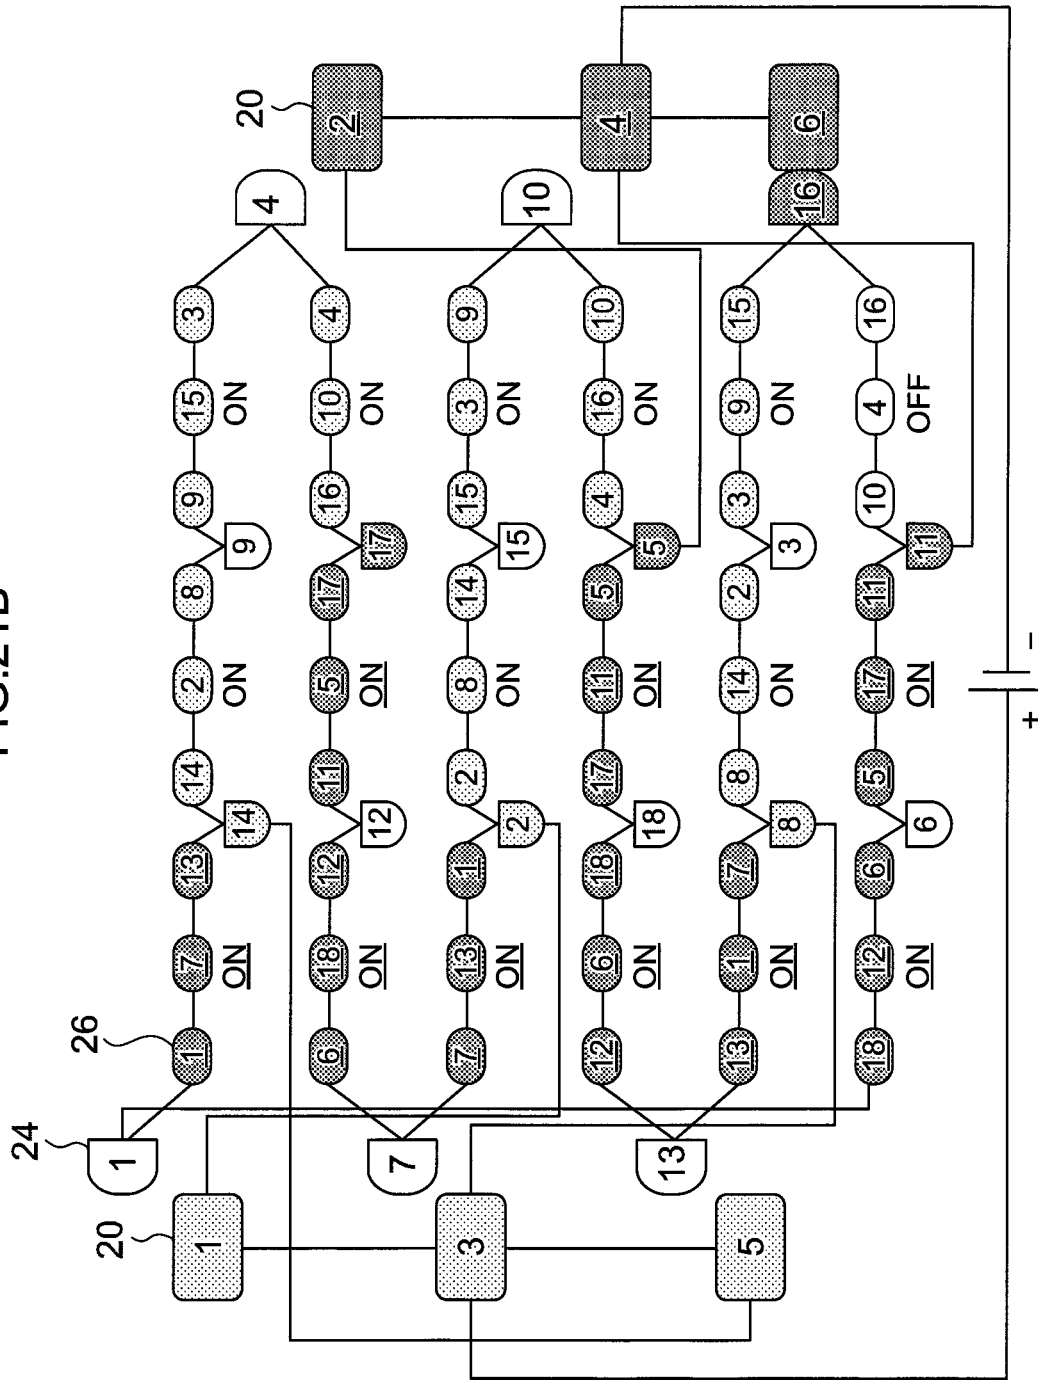 FIG.21B
24
26
20
1
1 1 7 13 14 2 8 9 15 3
ON 14 ON 9 ON 4 20
6 18 12 11 5 17 16 10 4 2
ON 12 ON 17 ON
7
3 7 13 1 2 8 14 15 3 9
ON 2 ON 15 ON 10
12 6 18 17 11 5 4 16 10 4
ON 18 ON 5 ON
13
5 13 1 7 8 14 2 3 9 15
ON 8 ON 3 ON 16 6
18 12 6 5 17 11 10 4 16
ON 6 ON 11 OFF
+ −